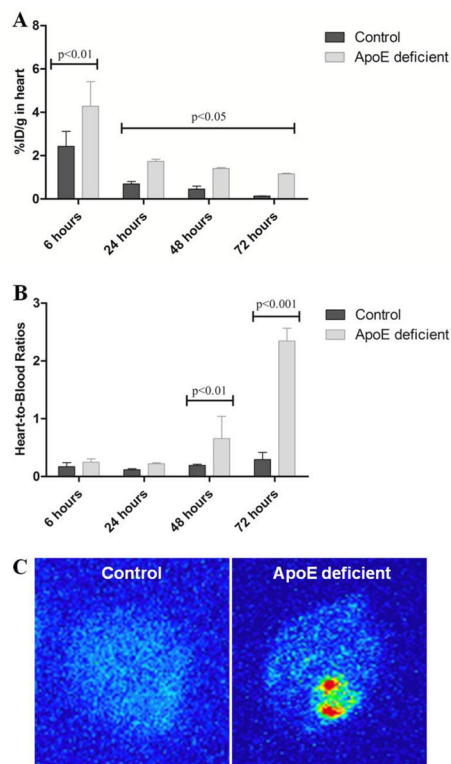 A
Control
ApoE deficient
p<0.01
p<0.05
%ID/g in heart
8
6
4
2
0
6 hours
24 hours
48 hours
72 hours
B
Control
ApoE deficient
p<0.001
p<0.01
Heart-to-Blood Ratios
3
2
1
0
6 hours
24 hours
48 hours
72 hours
C
Control
ApoE deficient